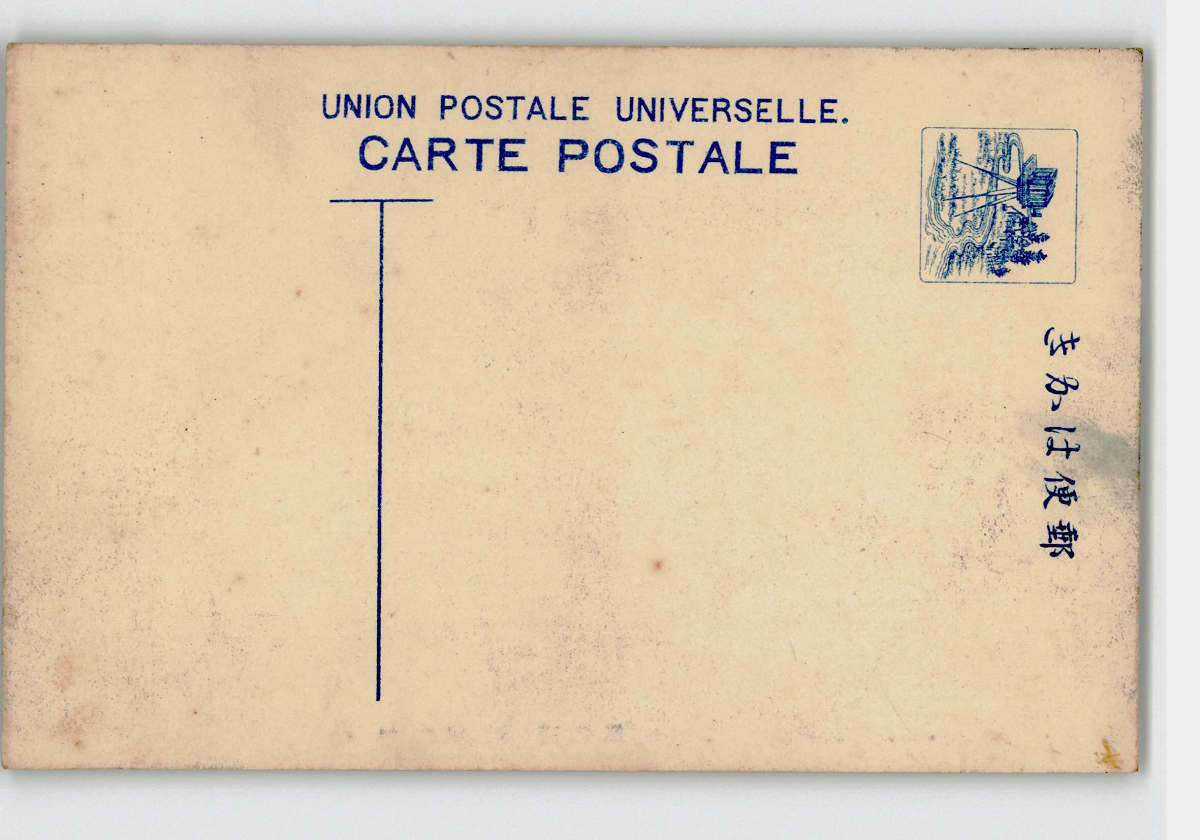 UNION POSTALE UNIVERSELLE.
CARTE POSTALE
郵便はかき